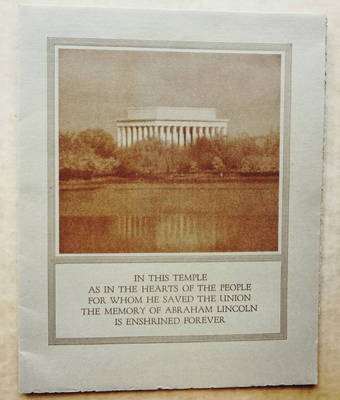 IN THIS TEMPLE
AS IN THE HEARTS OF THE PEOPLE
FOR WHOM HE SAVED THE UNION
THE MEMORY OF ABRAHAM LINCOLN
IS ENSHRINED FOREVER